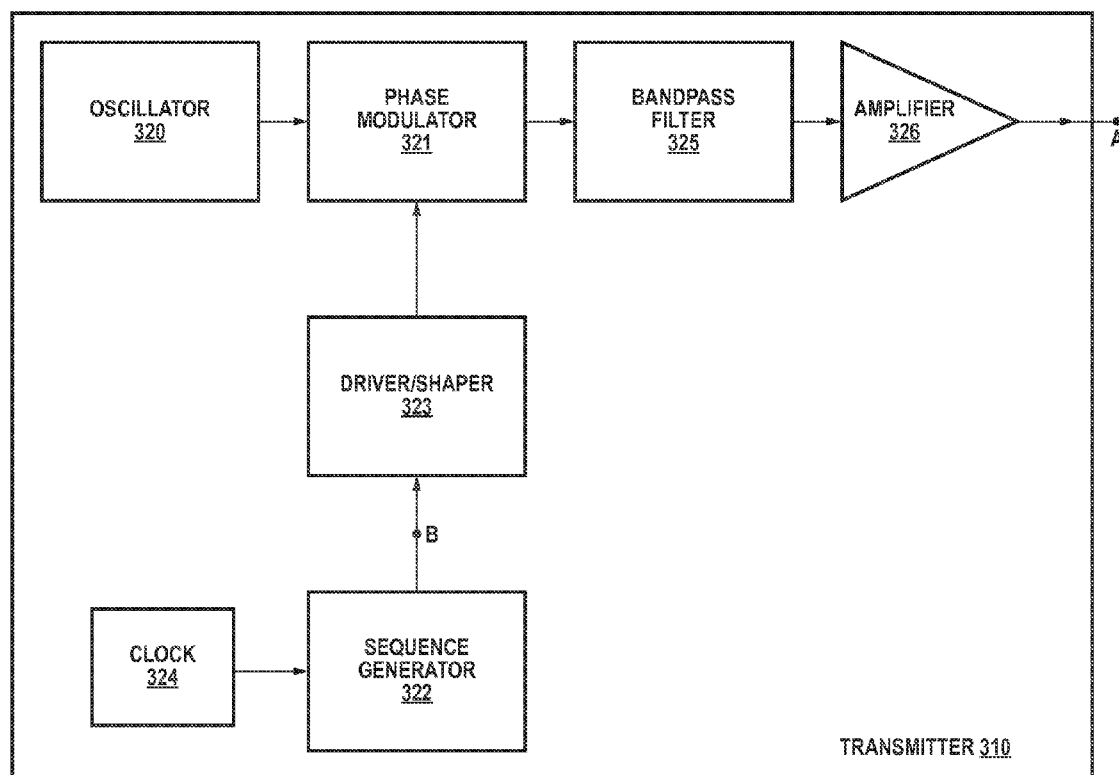 OSCILLATOR
320
PHASE
MODULATOR
321
BANDPASS
FILTER
325
AMPLIFIER
326
A
DRIVER/SHAPER
323
B
CLOCK
324
SEQUENCE
GENERATOR
322
TRANSMITTER 310